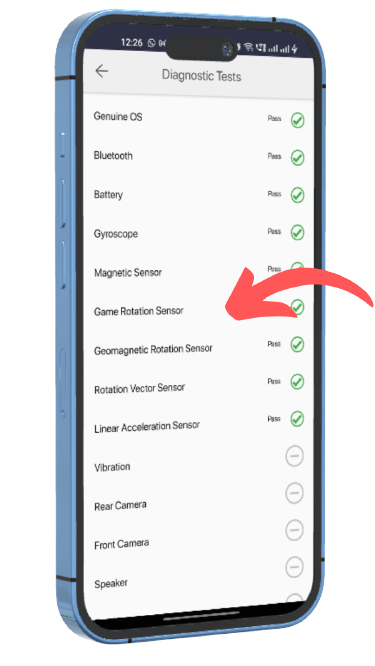 12:26
Diagnostic Tests
Genuine OS Pass
Bluetooth Pass
Battery Pass
Gyroscope Pass
Magnetic Sensor Pass
Game Rotation Sensor
Geomagnetic Rotation Sensor Pass
Rotation Vector Sensor Pass
Linear Acceleration Sensor Pass
Vibration
Rear Camera
Front Camera
Speaker